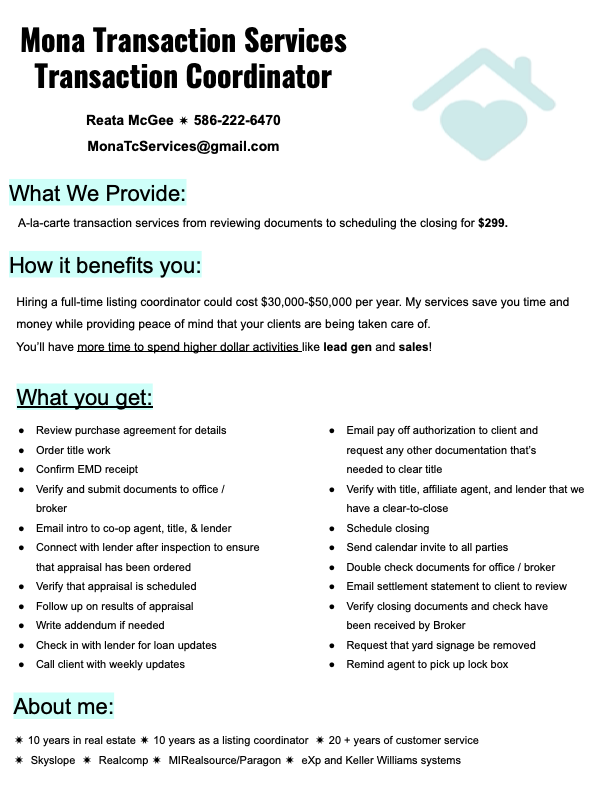 Mona Transaction Services
Transaction Coordinator
Reata McGee ✷ 586-222-6470
MonaTcServices@gmail.com
What We Provide:
A-la-carte transaction services from reviewing documents to scheduling the closing for $299.
How it benefits you:
Hiring a full-time listing coordinator could cost $30,000-$50,000 per year. My services save you time and
money while providing peace of mind that your clients are being taken care of.
You'll have more time to spend higher dollar activities like lead gen and sales!
What you get:
● Review purchase agreement for details
● Order title work
● Confirm EMD receipt
● Verify and submit documents to office /
broker
● Email intro to co-op agent, title, & lender
● Connect with lender after inspection to ensure
that appraisal has been ordered
● Verify that appraisal is scheduled
● Follow up on results of appraisal
● Write addendum if needed
● Check in with lender for loan updates
● Call client with weekly updates
● Email pay off authorization to client and
request any other documentation that's
needed to clear title
● Verify with title, affiliate agent, and lender that we
have a clear-to-close
● Schedule closing
● Send calendar invite to all parties
● Double check documents for office / broker
● Email settlement statement to client to review
● Verify closing documents and check have
been received by Broker
● Request that yard signage be removed
● Remind agent to pick up lock box
About me:
✷ 10 years in real estate ✷ 10 years as a listing coordinator ✷ 20 + years of customer service
✷ Skyslope ✷ Realcomp ✷ MIRealsource/Paragon ✷ eXp and Keller Williams systems